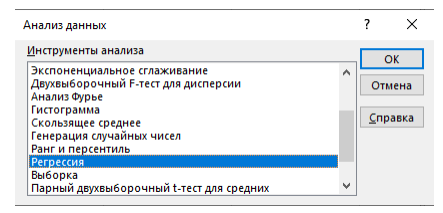 Анализ данных ? ×
Инструменты анализа
Экспоненциальное сглаживание
Двухвыборочный F-тест для дисперсии
Анализ Фурье
Гистограмма
Скользящее среднее
Генерация случайных чисел
Ранг и персентиль
Регрессия
Выборка
Парный двухвыборочный t-тест для средних
ОК
Отмена
Справка